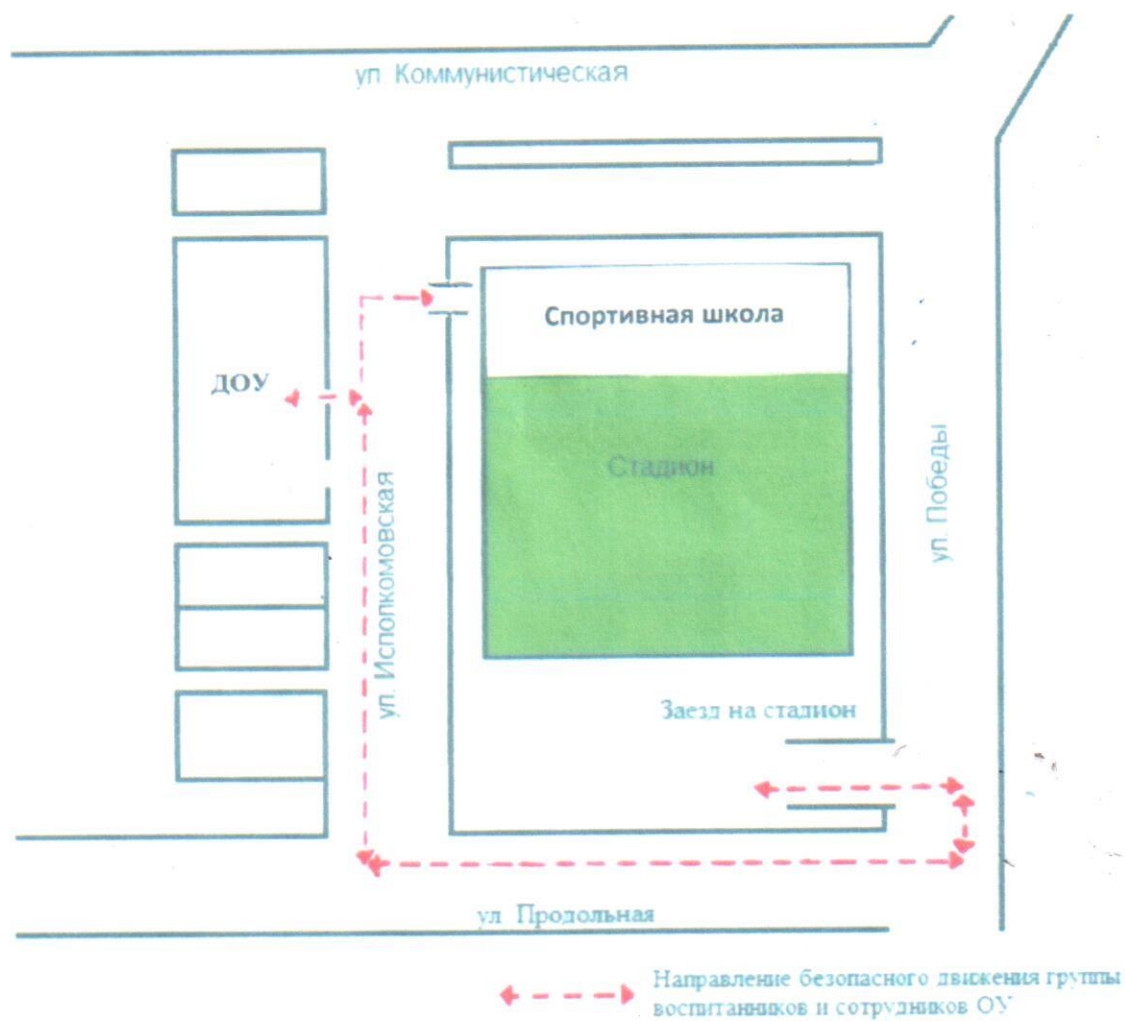 ул Коммунистическая
Спортивная школа
ДОУ
Стадион
ул. Исполкомовская
ул. Победы
Заезд на стадион
ул Продольная
Направление безопасного движения группы
воспитанников и сотрудников ОУ